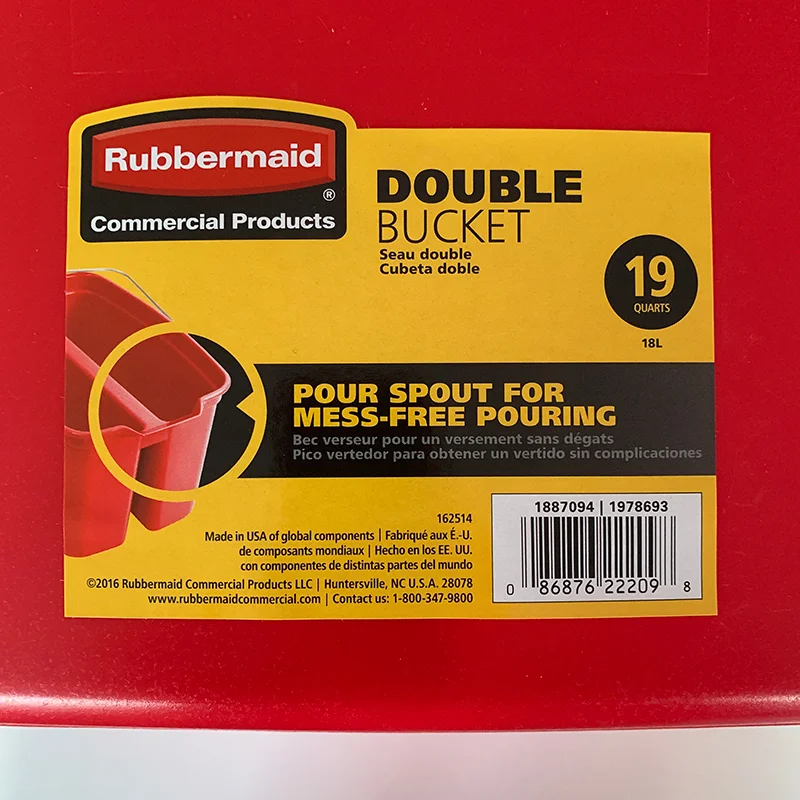 Rubbermaid
®
Commercial Products
DOUBLE
BUCKET
Seau double
Cubeta doble
19
QUARTS
18L
POUR SPOUT FOR
MESS-FREE POURING
Bec verseur pour un versement sans dégats
Pico vertedor para obtener un vertido sin complicaciones
162514
Made in USA of global components | Fabriqué aux É.-U.
de composants mondiaux | Hecho en los EE. UU.
con componentes de distintas partes del mundo
©2016 Rubbermaid Commercial Products LLC | Huntersville, NC U.S.A. 28078
www.rubbermaidcommercial.com | Contact us: 1-800-347-9800
1887094 | 1978693
0 86876 22209 8